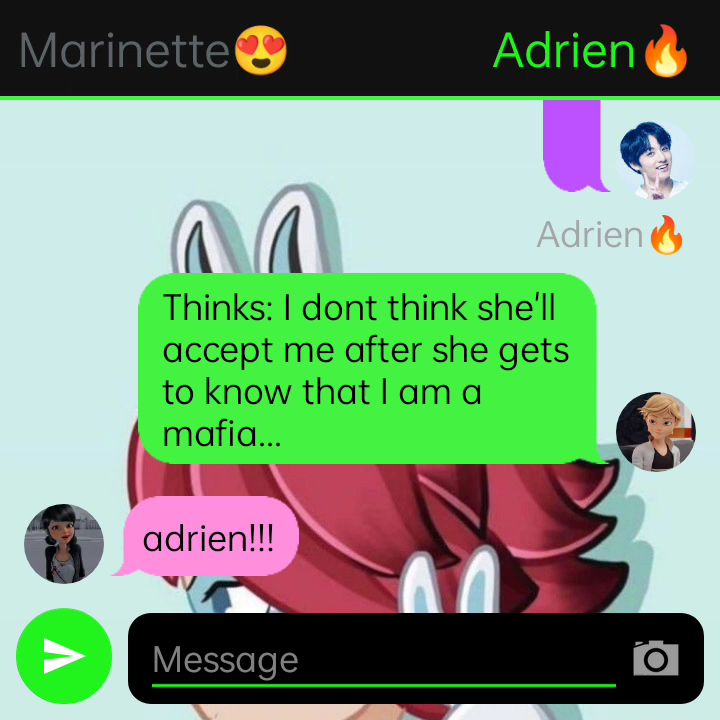 Marinette😍 Adrien🔥
Adrien🔥
Thinks: I dont think she'll
accept me after she gets
to know that I am a
mafia...
adrien!!!
Message